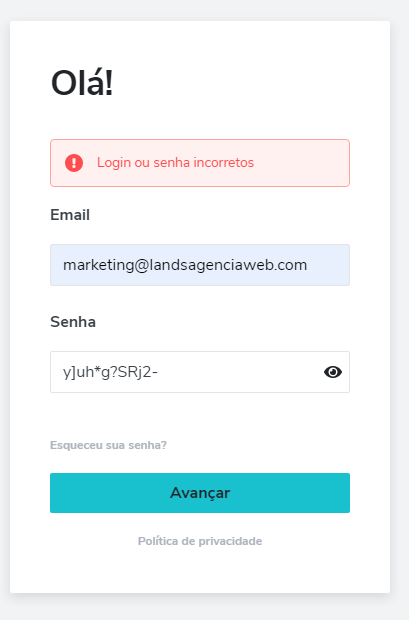 Olá!
Login ou senha incorretos
Email
marketing@landsagenciaweb.com
Senha
y]uh*g?SRj2-
Esqueceu sua senha?
Avançar
Política de privacidade